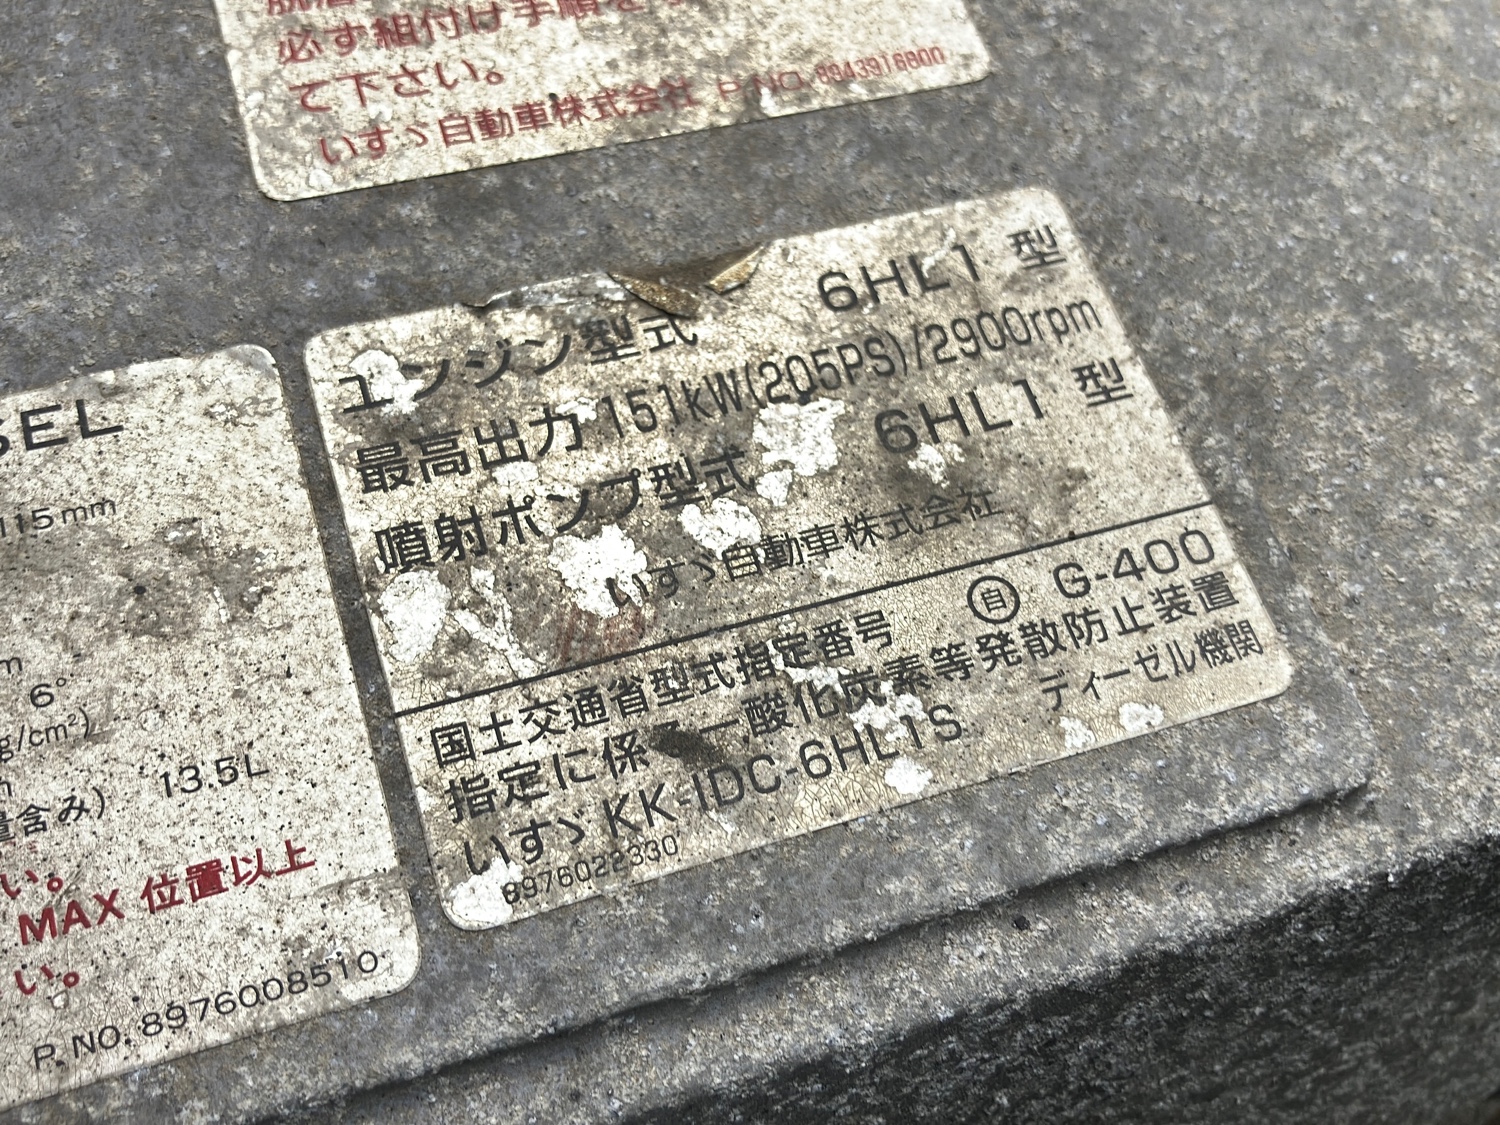 必ず組付け手順を
て下さい。
いすゞ自動車株式会社 P.NO.8943916800
SEL
115mm
m
6°
g/cm²)
量含み) 13.5L
い。
MAX 位置以上
い。
P.NO.8976008510
エンジン型式 6HL1 型
最高出力 151kW(205PS)/2900rpm
噴射ポンプ型式 6HL1 型
いすゞ自動車株式会社
国土交通省型式指定番号 自 G-400
指定に係る一酸化炭素等発散防止装置
いすゞ KK-IDC-6HL1S ディーゼル機関
8976022330